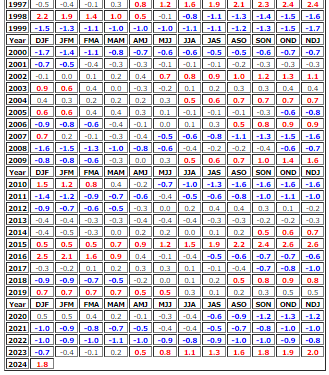 1997 -0.5 -0.4 -0.1 0.3 0.8 1.2 1.6 1.9 2.1 2.3 2.4 2.4
1998 2.2 1.9 1.4 1.0 0.5 -0.1 -0.8 -1.1 -1.3 -1.4 -1.5 -1.6
1999 -1.5 -1.3 -1.1 -1.0 -1.0 -1.0 -1.1 -1.1 -1.2 -1.3 -1.5 -1.7
Year DJF JFM FMA MAM AMJ MJJ JJA JAS ASO SON OND NDJ
2000 -1.7 -1.4 -1.1 -0.8 -0.7 -0.6 -0.6 -0.5 -0.5 -0.6 -0.7 -0.7
2001 -0.7 -0.5 -0.4 -0.3 -0.3 -0.1 -0.1 -0.1 -0.2 -0.3 -0.3 -0.3
2002 -0.1 0.0 0.1 0.2 0.4 0.7 0.8 0.9 1.0 1.2 1.3 1.1
2003 0.9 0.6 0.4 0.0 -0.3 -0.2 0.1 0.2 0.3 0.3 0.4 0.4
2004 0.4 0.3 0.2 0.2 0.2 0.3 0.5 0.6 0.7 0.7 0.7 0.7
2005 0.6 0.6 0.4 0.4 0.3 0.1 -0.1 -0.1 -0.1 -0.3 -0.6 -0.8
2006 -0.9 -0.8 -0.6 -0.4 -0.1 0.0 0.1 0.3 0.5 0.8 0.9 0.9
2007 0.7 0.2 -0.1 -0.3 -0.4 -0.5 -0.6 -0.8 -1.1 -1.3 -1.5 -1.6
2008 -1.6 -1.5 -1.3 -1.0 -0.8 -0.6 -0.4 -0.2 -0.2 -0.4 -0.6 -0.7
2009 -0.8 -0.8 -0.6 -0.3 0.0 0.3 0.5 0.6 0.7 1.0 1.4 1.6
Year DJF JFM FMA MAM AMJ MJJ JJA JAS ASO SON OND NDJ
2010 1.5 1.2 0.8 0.4 -0.2 -0.7 -1.0 -1.3 -1.6 -1.6 -1.6 -1.6
2011 -1.4 -1.2 -0.9 -0.7 -0.6 -0.4 -0.5 -0.6 -0.8 -1.0 -1.1 -1.0
2012 -0.9 -0.7 -0.6 -0.5 -0.3 0.0 0.2 0.4 0.4 0.3 0.1 -0.2
2013 -0.4 -0.4 -0.3 -0.3 -0.4 -0.4 -0.4 -0.3 -0.3 -0.2 -0.2 -0.3
2014 -0.4 -0.5 -0.3 0.0 0.2 0.2 0.0 0.1 0.2 0.5 0.6 0.7
2015 0.5 0.5 0.5 0.7 0.9 1.2 1.5 1.9 2.2 2.4 2.6 2.6
2016 2.5 2.1 1.6 0.9 0.4 -0.1 -0.4 -0.5 -0.6 -0.7 -0.7 -0.6
2017 -0.3 -0.2 0.1 0.2 0.3 0.3 0.1 -0.1 -0.4 -0.7 -0.8 -1.0
2018 -0.9 -0.9 -0.7 -0.5 -0.2 0.0 0.1 0.2 0.5 0.8 0.9 0.8
2019 0.7 0.7 0.7 0.7 0.5 0.5 0.3 0.1 0.2 0.3 0.5 0.5
Year DJF JFM FMA MAM AMJ MJJ JJA JAS ASO SON OND NDJ
2020 0.5 0.5 0.4 0.2 -0.1 -0.3 -0.4 -0.6 -0.9 -1.2 -1.3 -1.2
2021 -1.0 -0.9 -0.8 -0.7 -0.5 -0.4 -0.4 -0.5 -0.7 -0.8 -1.0 -1.0
2022 -1.0 -0.9 -1.0 -1.1 -1.0 -0.9 -0.8 -0.9 -1.0 -1.0 -0.9 -0.8
2023 -0.7 -0.4 -0.1 0.2 0.5 0.8 1.1 1.3 1.6 1.8 1.9 2.0
2024 1.8